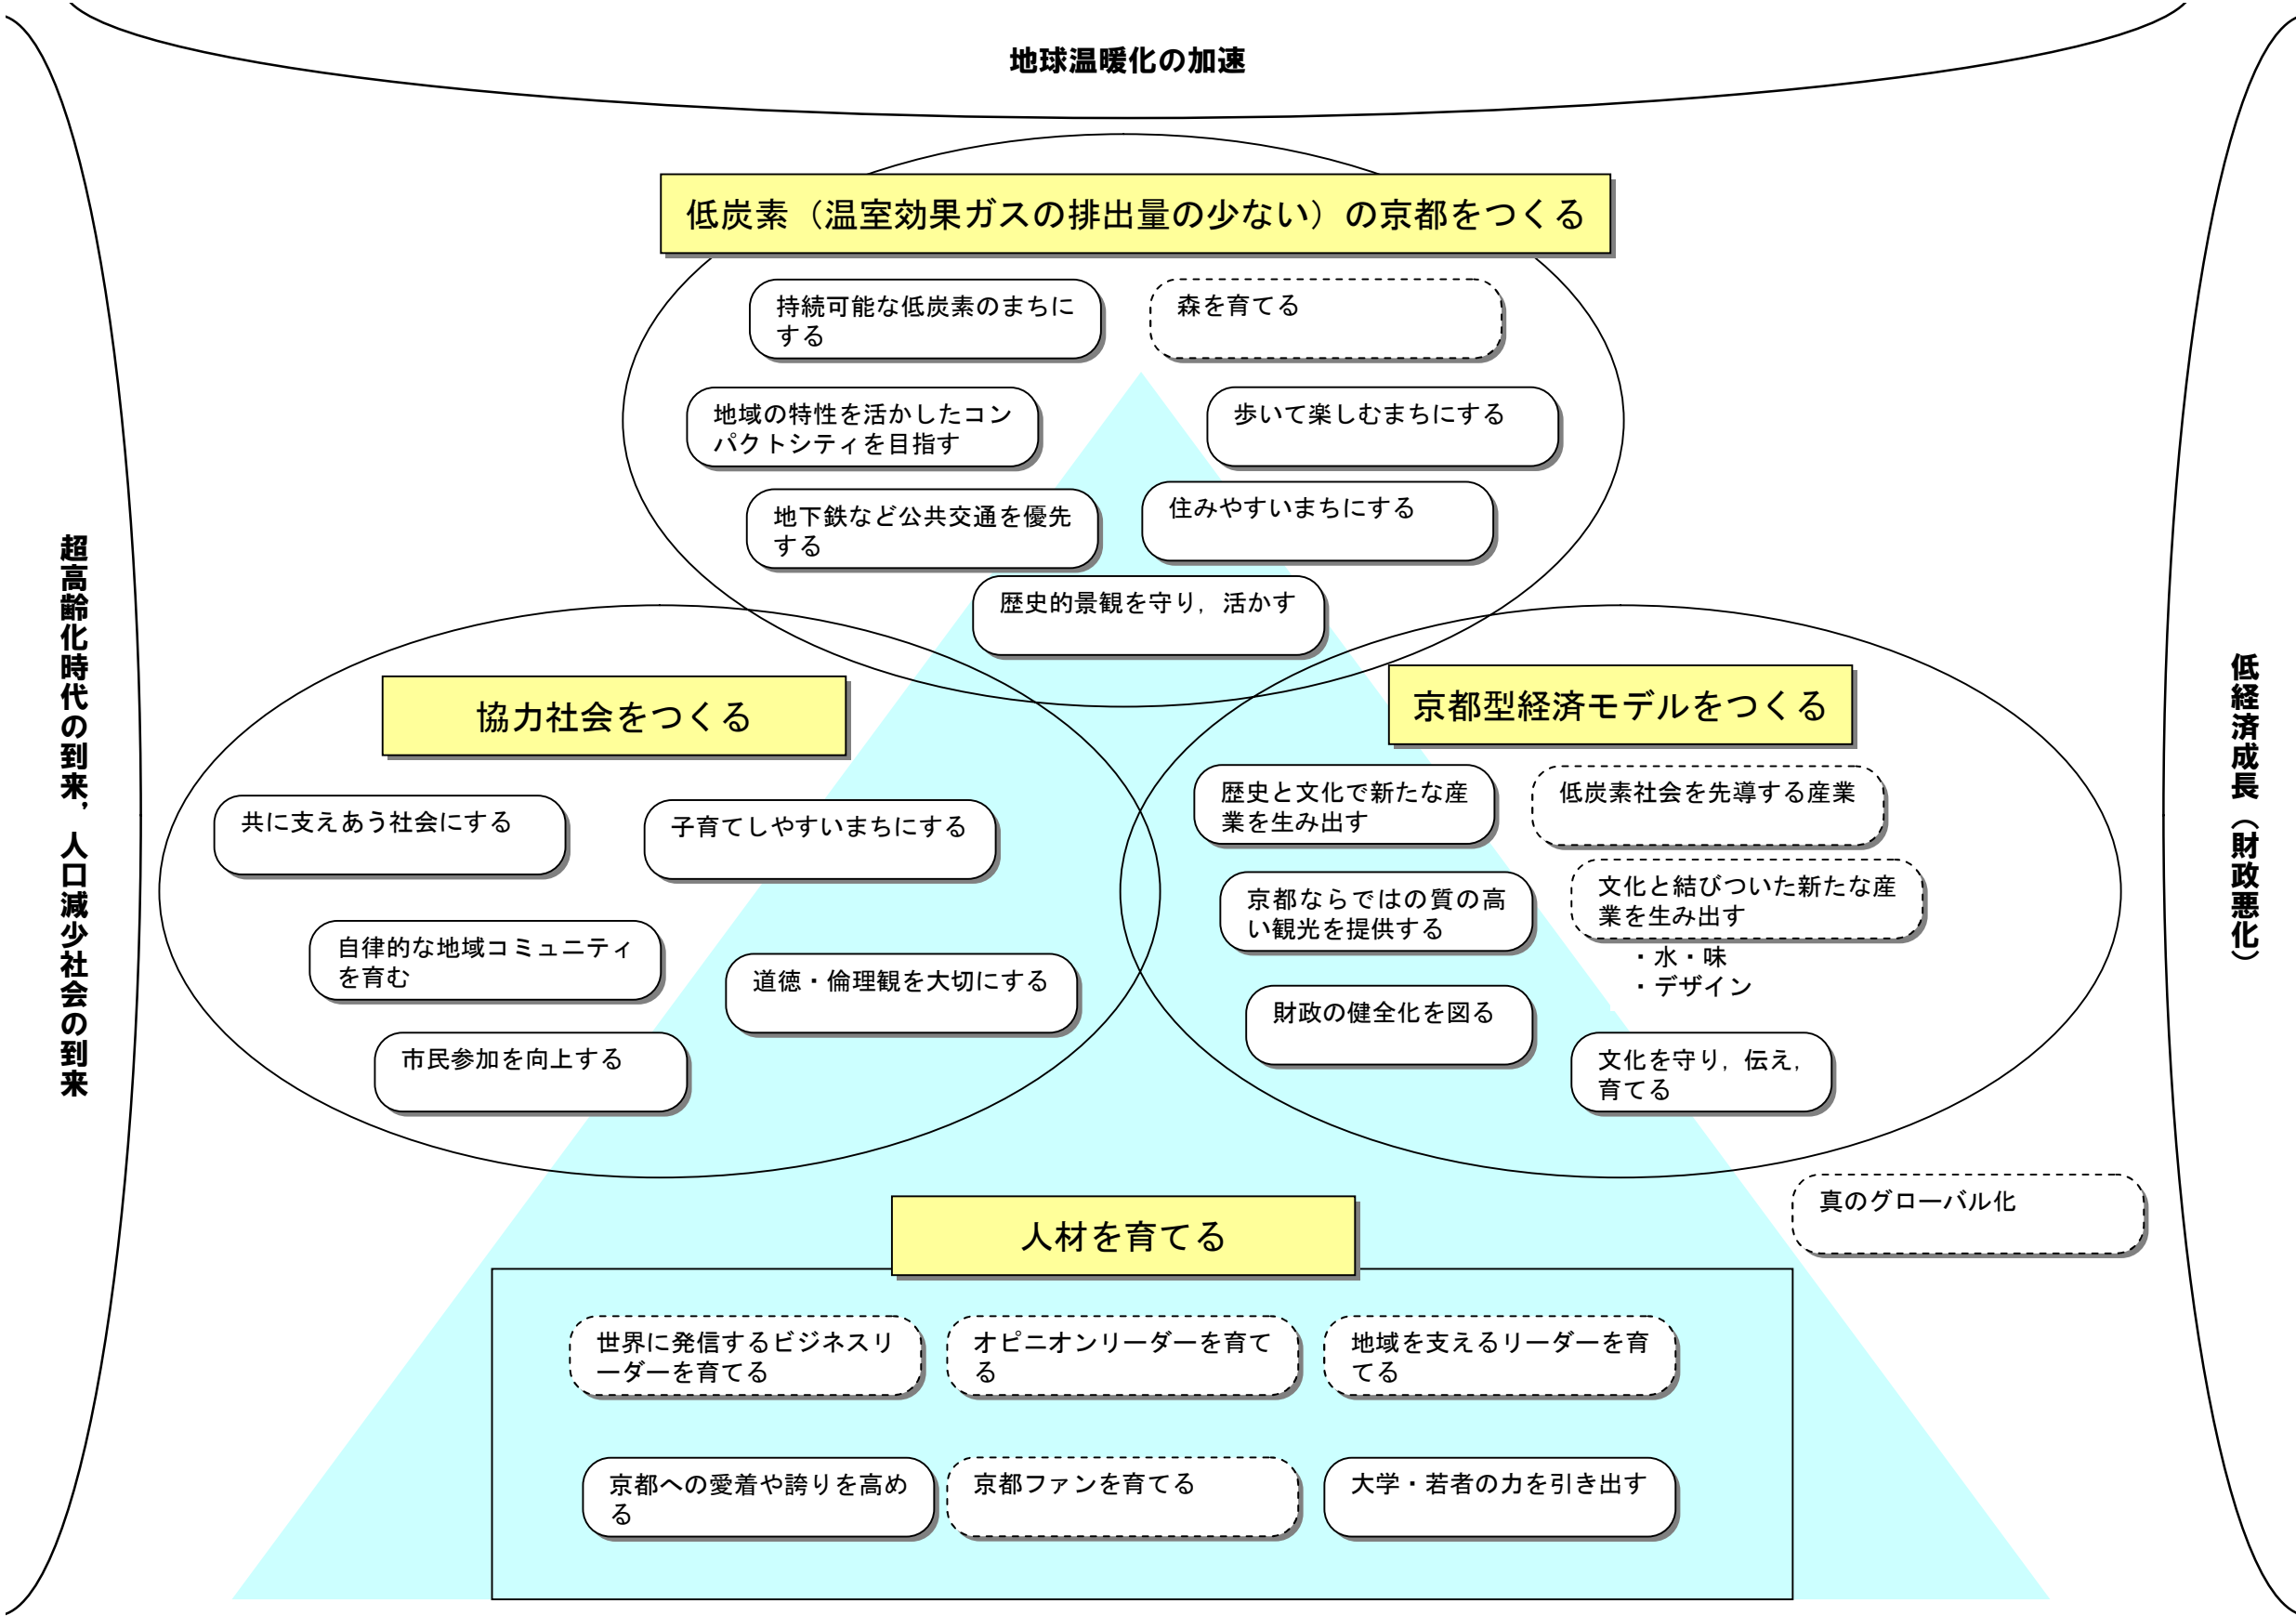 地球温暖化の加速
低炭素（温室効果ガスの排出量の少ない）の京都をつくる
持続可能な低炭素のまちに
する
森を育てる
地域の特性を活かしたコン
パクトシティを目指す
歩いて楽しむまちにする
地下鉄など公共交通を優先
する
住みやすいまちにする
歴史的景観を守り，活かす
超高齢化時代の到来，人口減少社会の到来
低経済成長（財政悪化）
協力社会をつくる
共に支えあう社会にする
子育てしやすいまちにする
自律的な地域コミュニティ
を育む
道徳・倫理観を大切にする
市民参加を向上する
京都型経済モデルをつくる
歴史と文化で新たな産
業を生み出す
低炭素社会を先導する産業
京都ならではの質の高
い観光を提供する
文化と結びついた新たな産
業を生み出す
・水・味
・デザイン
財政の健全化を図る
文化を守り，伝え，
育てる
真のグローバル化
人材を育てる
世界に発信するビジネスリ
ーダーを育てる
オピニオンリーダーを育て
る
地域を支えるリーダーを育
てる
京都への愛着や誇りを高め
る
京都ファンを育てる
大学・若者の力を引き出す